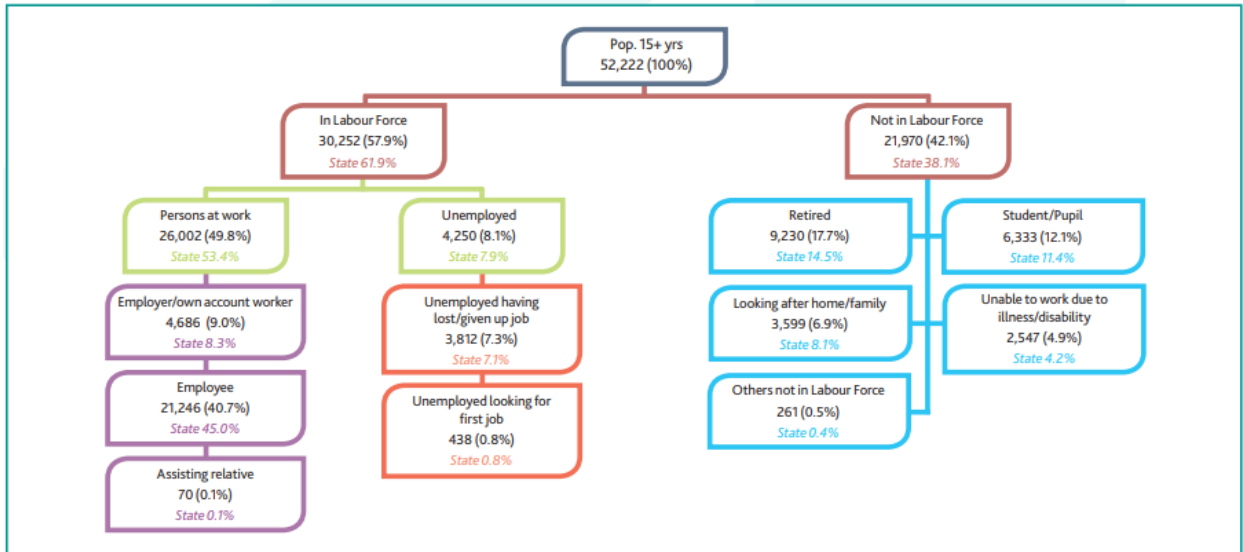 Pop. 15+ yrs
52,222 (100%)
In Labour Force
30,252 (57.9%)
State 61.9%
Not in Labour Force
21,970 (42.1%)
State 38.1%
Persons at work
26,002 (49.8%)
State 53.4%
Unemployed
4,250 (8.1%)
State 7.9%
Retired
9,230 (17.7%)
State 14.5%
Student/Pupil
6,333 (12.1%)
State 11.4%
Employer/own account worker
4,686 (9.0%)
State 8.3%
Unemployed having
lost/given up job
3,812 (7.3%)
State 7.1%
Looking after home/family
3,599 (6.9%)
State 8.1%
Unable to work due to
illness/disability
2,547 (4.9%)
State 4.2%
Employee
21,246 (40.7%)
State 45.0%
Unemployed looking for
first job
438 (0.8%)
State 0.8%
Others not in Labour Force
261 (0.5%)
State 0.4%
Assisting relative
70 (0.1%)
State 0.1%